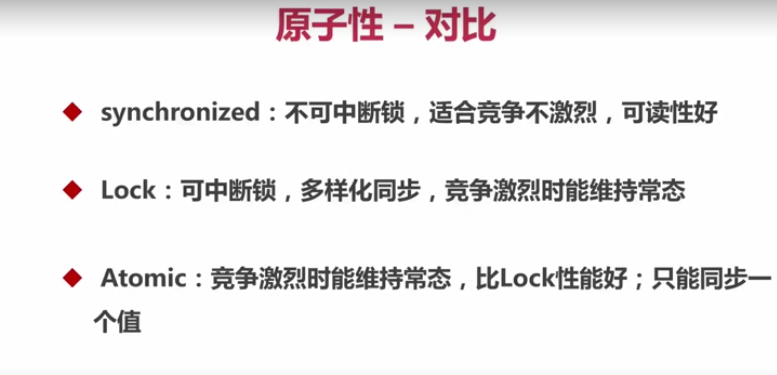 原子性 – 对比
◆ synchronized：不可中断锁，适合竞争不激烈，可读性好
◆ Lock：可中断锁，多样化同步，竞争激烈时能维持常态
◆ Atomic：竞争激烈时能维持常态，比Lock性能好；只能同步一
个值